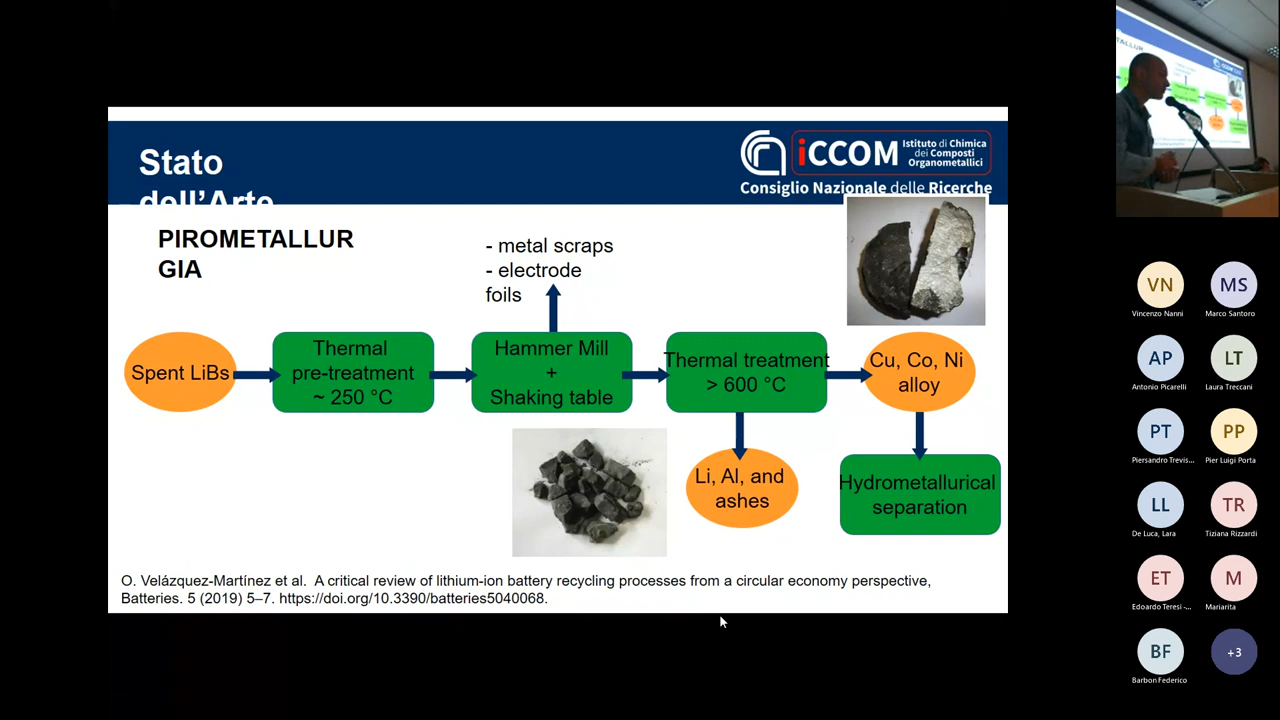 Stato
dell'Arte
iCCOM
Istituto di Chimica
dei Composti
Organometallici
Consiglio Nazionale delle Ricerche
PIROMETALLUR
GIA
- metal scraps
- electrode
foils
Spent LiBs
Thermal
pre-treatment
~ 250 °C
Hammer Mill
+
Shaking table
Thermal treatment
> 600 °C
Cu, Co, Ni
alloy
Li, Al, and
ashes
Hydrometallurical
separation
O. Velázquez-Martínez et al.  A critical review of lithium-ion battery recycling processes from a circular economy perspective,
Batteries. 5 (2019) 5–7. https://doi.org/10.3390/batteries5040068.
VN
Vincenzo Nanni
MS
Marco Santoro
AP
Antonio Picarelli
LT
Laura Treccani
PT
Piersandro Trevis...
PP
Pier Luigi Porta
LL
De Luca, Lara
TR
Tiziana Rizzardi
ET
Edoardo Teresi -...
M
Mariarita
BF
Barbon Federico
+3